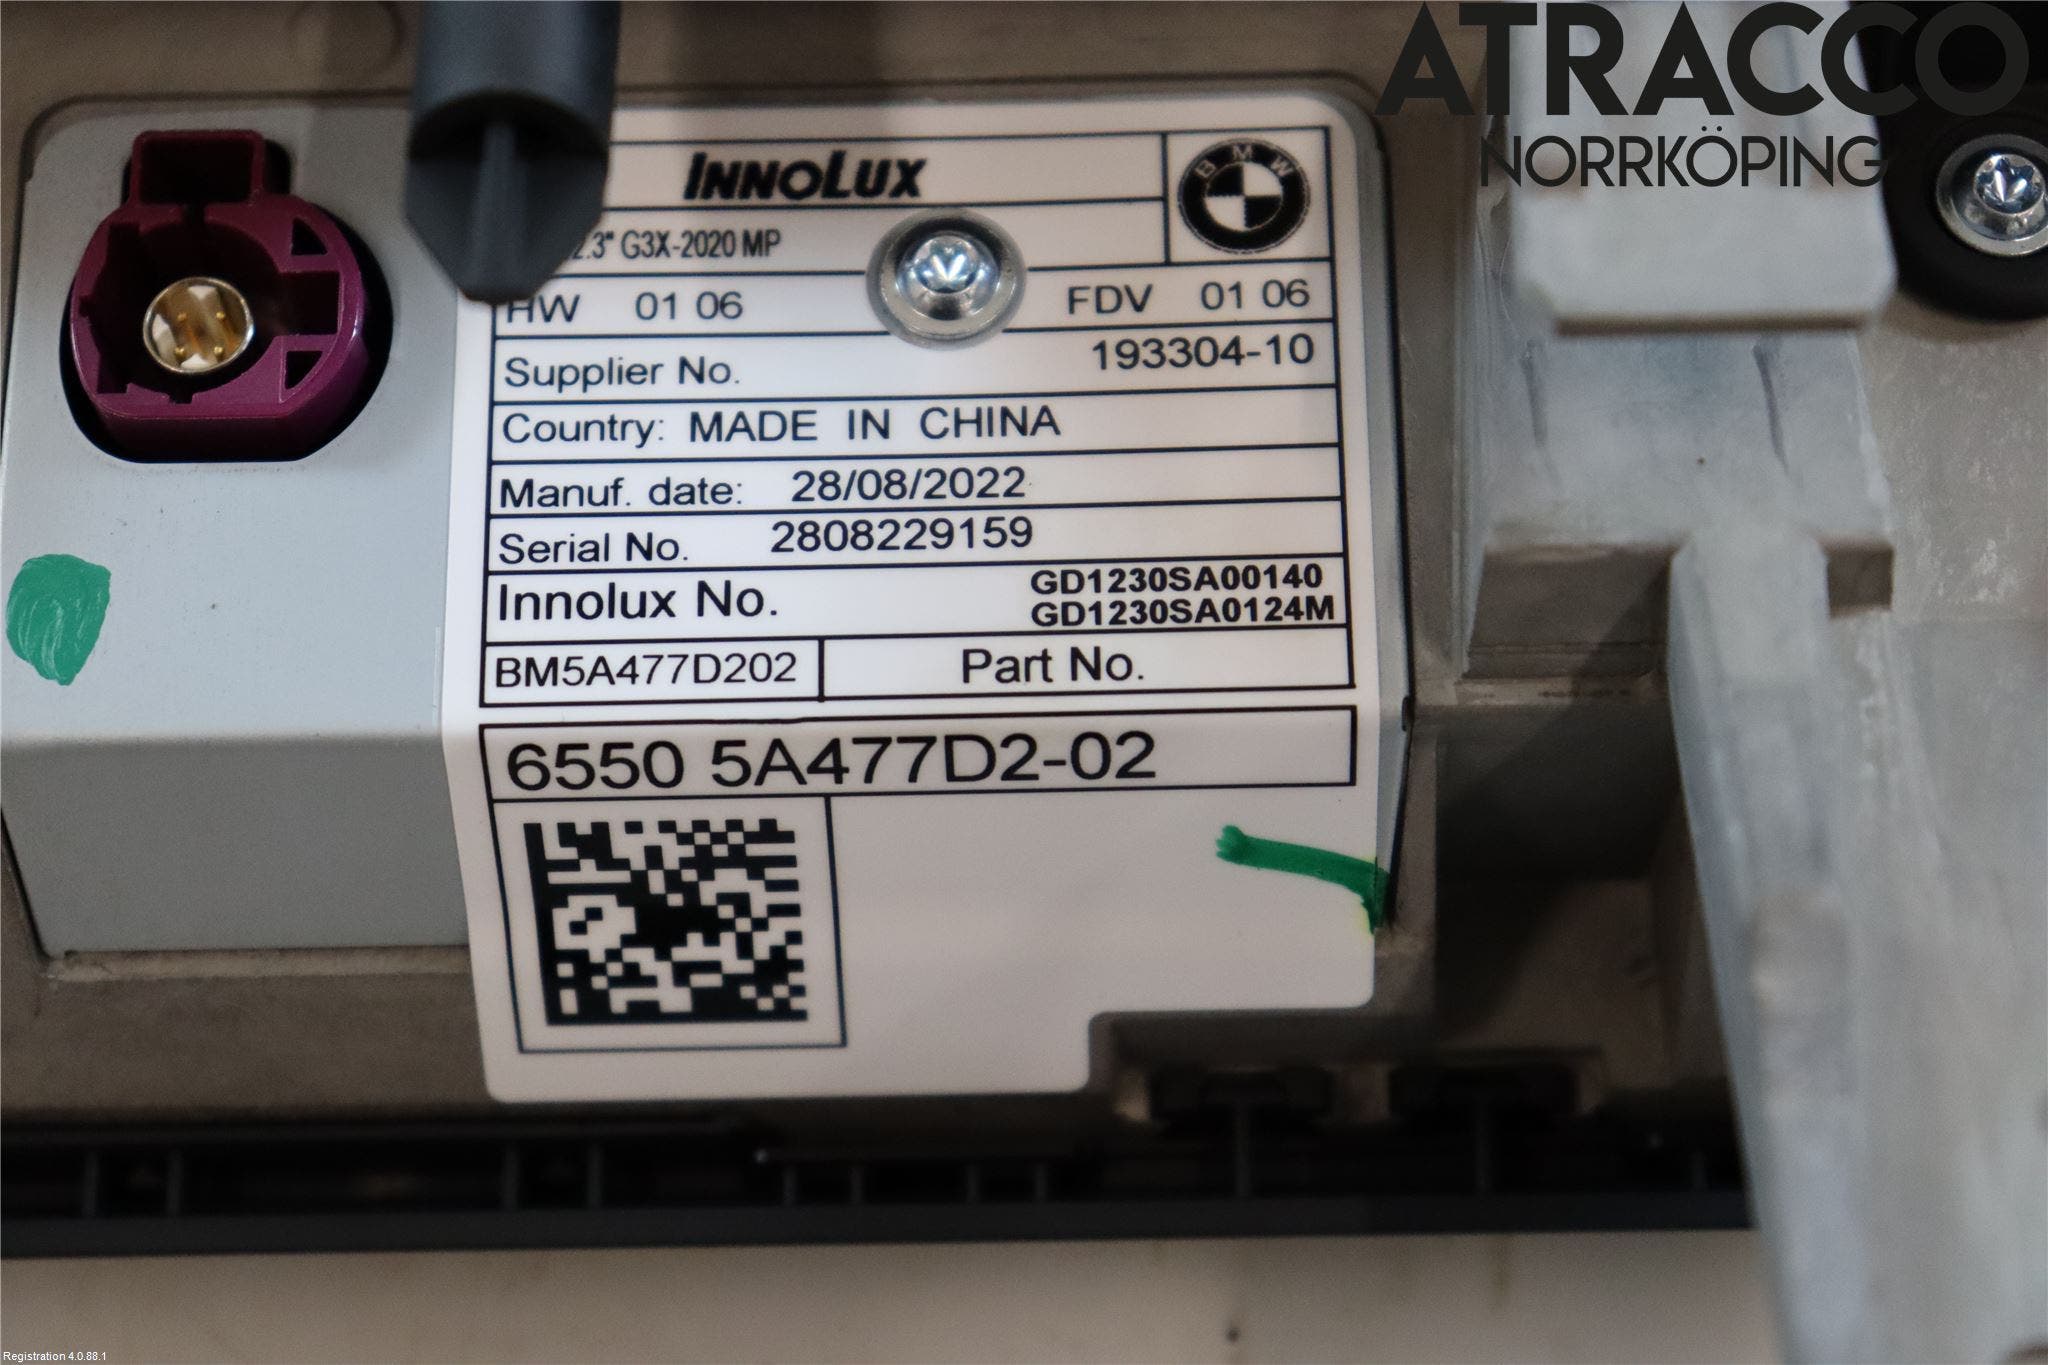 ATRACCO
NORRKÖPING
INNOLUX
BMW
2.3" G3X-2020 MP
HW 01 06 FDV 01 06
Supplier No. 193304-10
Country: MADE IN CHINA
Manuf. date: 28/08/2022
Serial No. 2808229159
Innolux No. GD1230SA00140
GD1230SA0124M
BM5A477D202 Part No.
6550 5A477D2-02
Registration 4.0.88.1